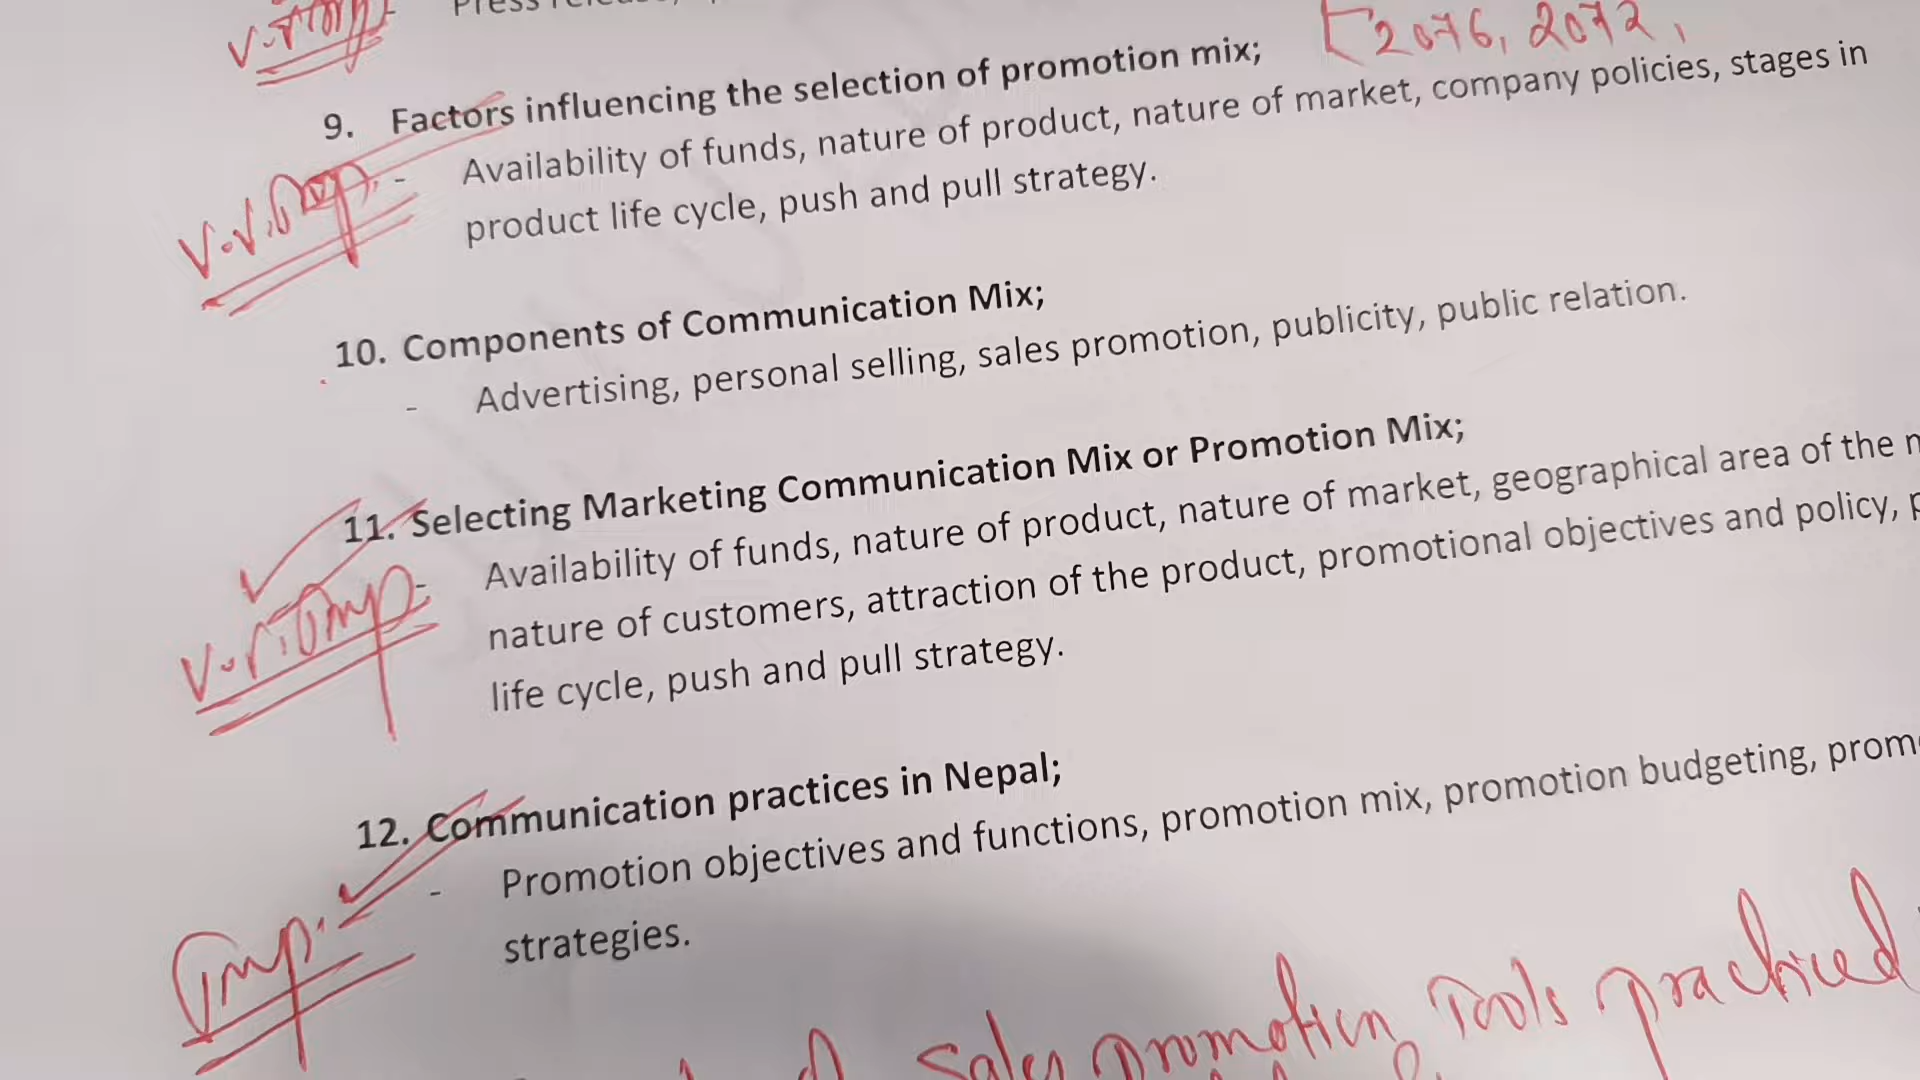 V.V.Imp
Press release,
[2076, 2072,
9. Factors influencing the selection of promotion mix;
V.V.Imp.
- Availability of funds, nature of product, nature of market, company policies, stages in
product life cycle, push and pull strategy.
10. Components of Communication Mix;
- Advertising, personal selling, sales promotion, publicity, public relation.
11. Selecting Marketing Communication Mix or Promotion Mix;
V.V.Imp
- Availability of funds, nature of product, nature of market, geographical area of the
nature of customers, attraction of the product, promotional objectives and policy,
life cycle, push and pull strategy.
12. Communication practices in Nepal;
Imp.
- Promotion objectives and functions, promotion mix, promotion budgeting, prom
strategies.
sales promotion Tools practiced